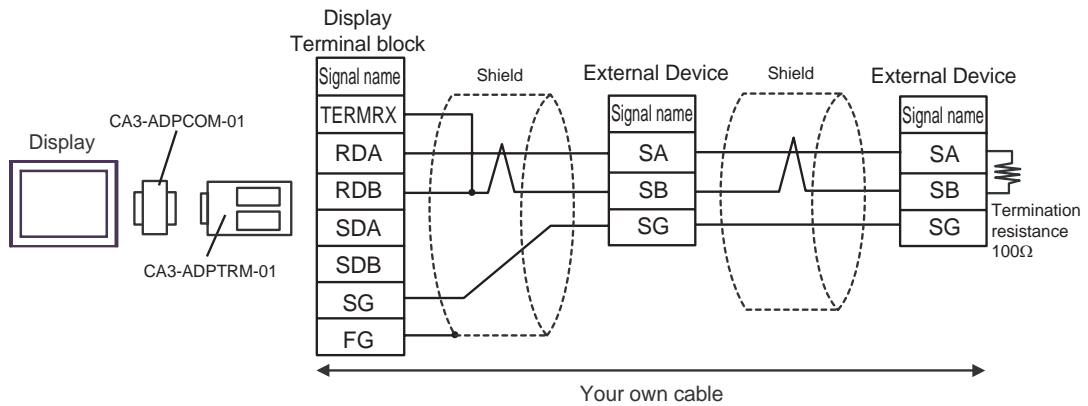 Display
Terminal block
Signal name
TERMRX
RDA
RDB
SDA
SDB
SG
FG
Shield
External Device
Signal name
SA
SB
SG
Shield
External Device
Signal name
SA
SB
SG
Termination
resistance
100Ω
Display
CA3-ADPCOM-01
CA3-ADPTRM-01
Your own cable